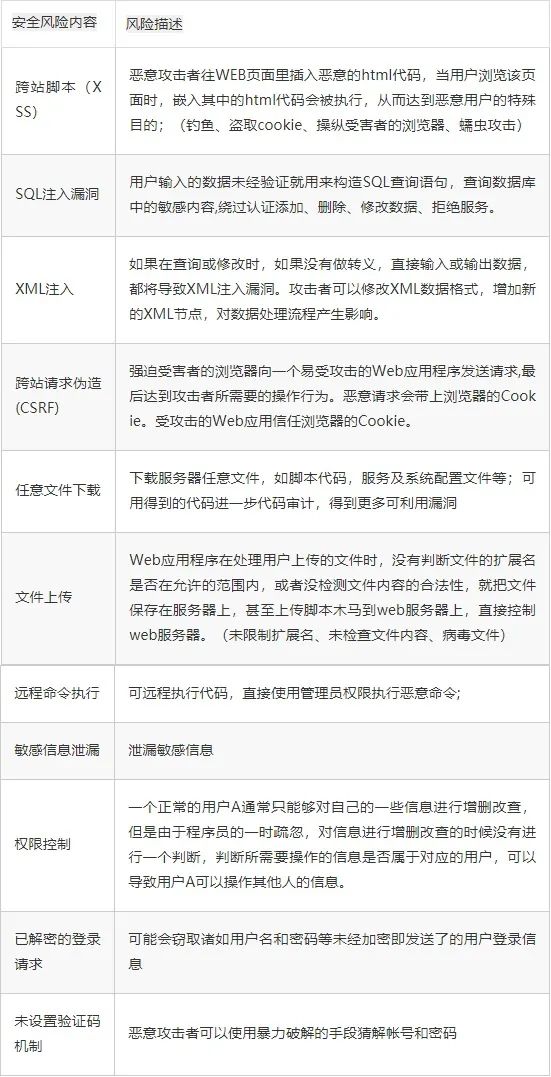 安全风险内容
风险描述
跨站脚本（X
SS）
恶意攻击者往WEB页面里插入恶意的html代码，当用户浏览该页
面时，嵌入其中的html代码会被执行，从而达到恶意用户的特殊
目的；（钓鱼、盗取cookie、操纵受害者的浏览器、蠕虫攻击）
SQL注入漏洞
用户输入的数据未经验证就用来构造SQL查询语句，查询数据库
中的敏感内容,绕过认证添加、删除、修改数据、拒绝服务。
XML注入
如果在查询或修改时，如果没有做转义，直接输入或输出数据，
都将导致XML注入漏洞。攻击者可以修改XML数据格式，增加新
的XML节点，对数据处理流程产生影响。
跨站请求伪造
(CSRF)
强迫受害者的浏览器向一个易受攻击的Web应用程序发送请求,最
后达到攻击者所需要的操作行为。恶意请求会带上浏览器的Cook
ie。受攻击的Web应用信任浏览器的Cookie。
任意文件下载
下载服务器任意文件，如脚本代码，服务及系统配置文件等；可
用得到的代码进一步代码审计，得到更多可利用漏洞
文件上传
Web应用程序在处理用户上传的文件时，没有判断文件的扩展名
是否在允许的范围内，或者没检测文件内容的合法性，就把文件
保存在服务器上，甚至上传脚本木马到web服务器上，直接控制
web服务器。（未限制扩展名、未检查文件内容、病毒文件）
远程命令执行
可远程执行代码，直接使用管理员权限执行恶意命令;
敏感信息泄漏
泄漏敏感信息
权限控制
一个正常的用户A通常只能够对自己的一些信息进行增删改查，
但是由于程序员的一时疏忽，对信息进行增删改查的时候没有进
行一个判断，判断所需要操作的信息是否属于对应的用户，可以
导致用户A可以操作其他人的信息。
已解密的登录
请求
可能会窃取诸如用户名和密码等未经加密即发送了的用户登录信
息
未设置验证码
机制
恶意攻击者可以使用暴力破解的手段猜解帐号和密码